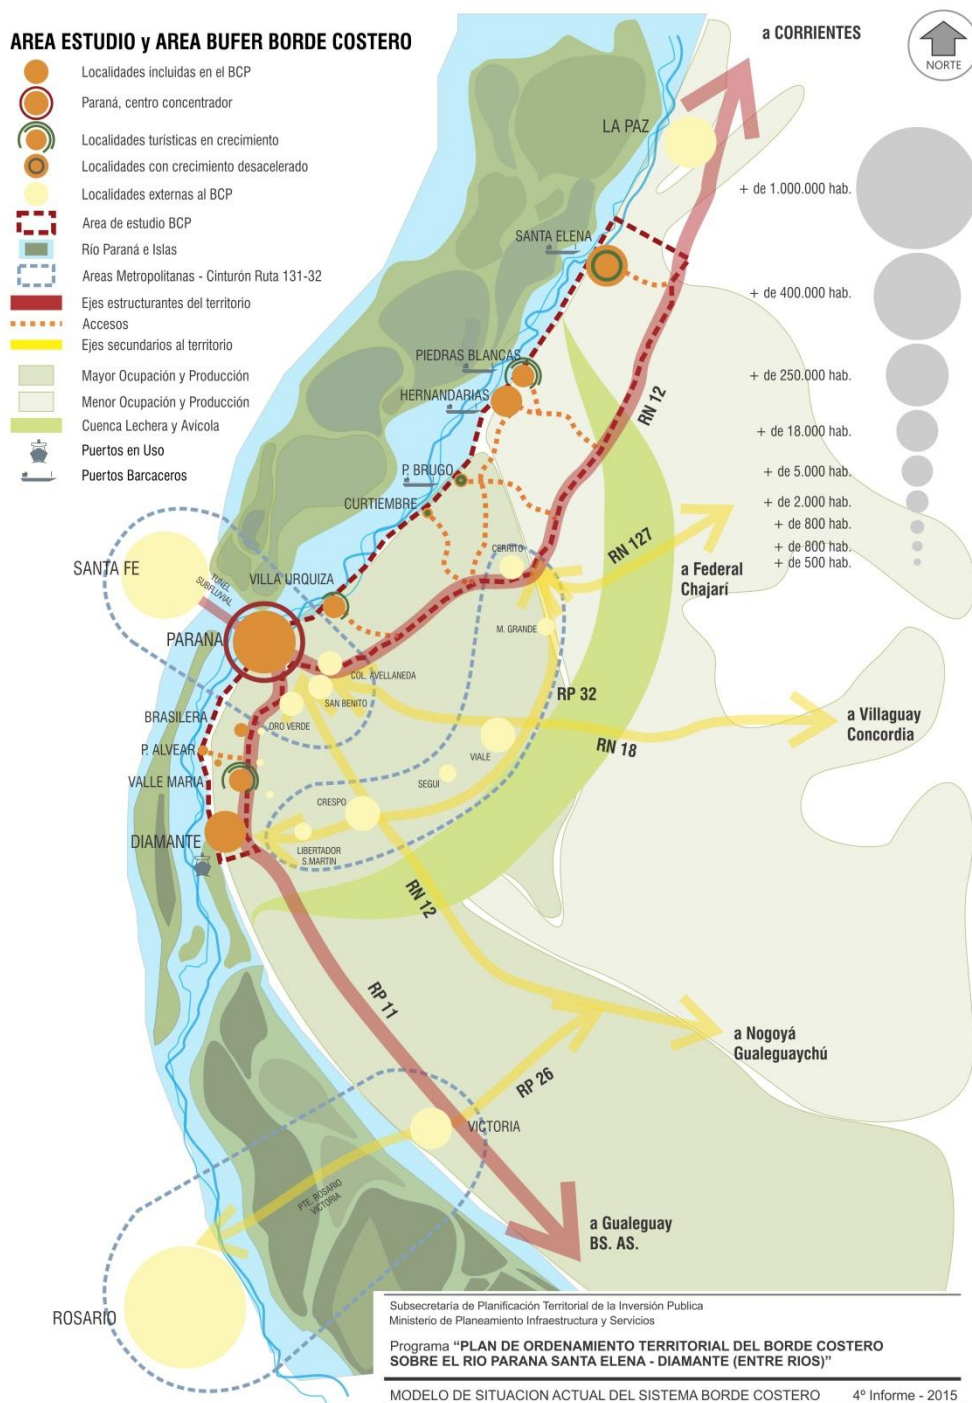 AREA ESTUDIO y AREA BUFER BORDE COSTERO
Localidades incluidas en el BCP
Paraná, centro concentrador
Localidades turísticas en crecimiento
Localidades con crecimiento desacelerado
Localidades externas al BCP
Area de estudio BCP
Río Paraná e Islas
Areas Metropolitanas - Cinturón Ruta 131-32
Ejes estructurantes del territorio
Accesos
Ejes secundarios al territorio
Mayor Ocupación y Producción
Menor Ocupación y Producción
Cuenca Lechera y Avícola
Puertos en Uso
Puertos Barcaceros
a CORRIENTES
NORTE
LA PAZ
+ de 1.000.000 hab.
+ de 400.000 hab.
+ de 250.000 hab.
+ de 18.000 hab.
+ de 5.000 hab.
+ de 2.000 hab.
+ de 800 hab.
+ de 800 hab.
+ de 500 hab.
SANTA ELENA
PIEDRAS BLANCAS
HERNANDARIAS
RN 12
P. BRUGO
CURTIEMBRE
CERRITO
RN 127
a Federal
Chajarí
SANTA FE
TUNEL
SUBFLUVIAL
VILLA URQUIZA
PARANA
M. GRANDE
COL. AVELLANEDA
SAN BENITO
RP 32
ORO VERDE
BRASILERA
P. ALVEAR
VALLE MARIA
DIAMANTE
VIALE
RN 18
a Villaguay
Concordia
SEGUI
CRESPO
LIBERTADOR
S.MARTIN
RN 12
RP 11
a Nogoyá
Gualeguaychú
RP 26
VICTORIA
PTE. ROSARIO
VICTORIA
a Gualeguay
BS. AS.
ROSARIO
Subsecretaría de Planificación Territorial de la Inversión Publica
Ministerio de Planeamiento Infraestructura y Servicios
Programa “PLAN DE ORDENAMIENTO TERRITORIAL DEL BORDE COSTERO
SOBRE EL RIO PARANA SANTA ELENA - DIAMANTE (ENTRE RIOS)”
MODELO DE SITUACION ACTUAL DEL SISTEMA BORDE COSTERO 4º Informe - 2015